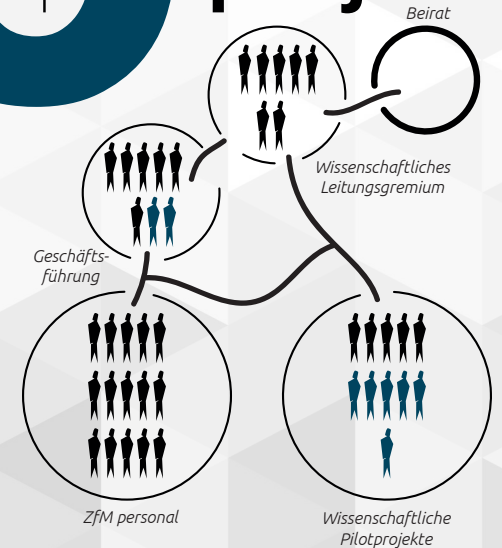 Beirat
Wissenschaftliches
Leitungsgremium
Geschäfts-
führung
ZfM personal
Wissenschaftliche
Pilotprojekte